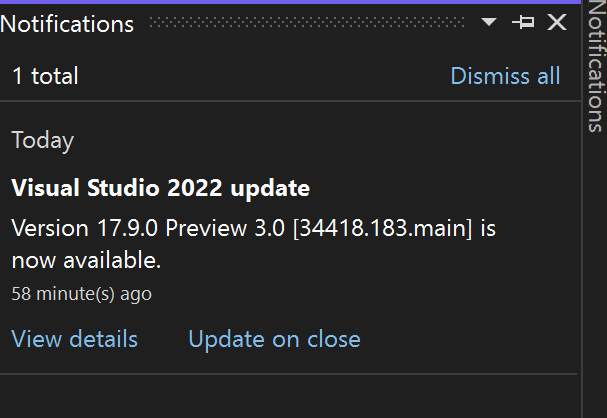 Notifications
1 total
Dismiss all
Today
Visual Studio 2022 update
Version 17.9.0 Preview 3.0 [34418.183.main] is
now available.
58 minute(s) ago
View details
Update on close
Notifications